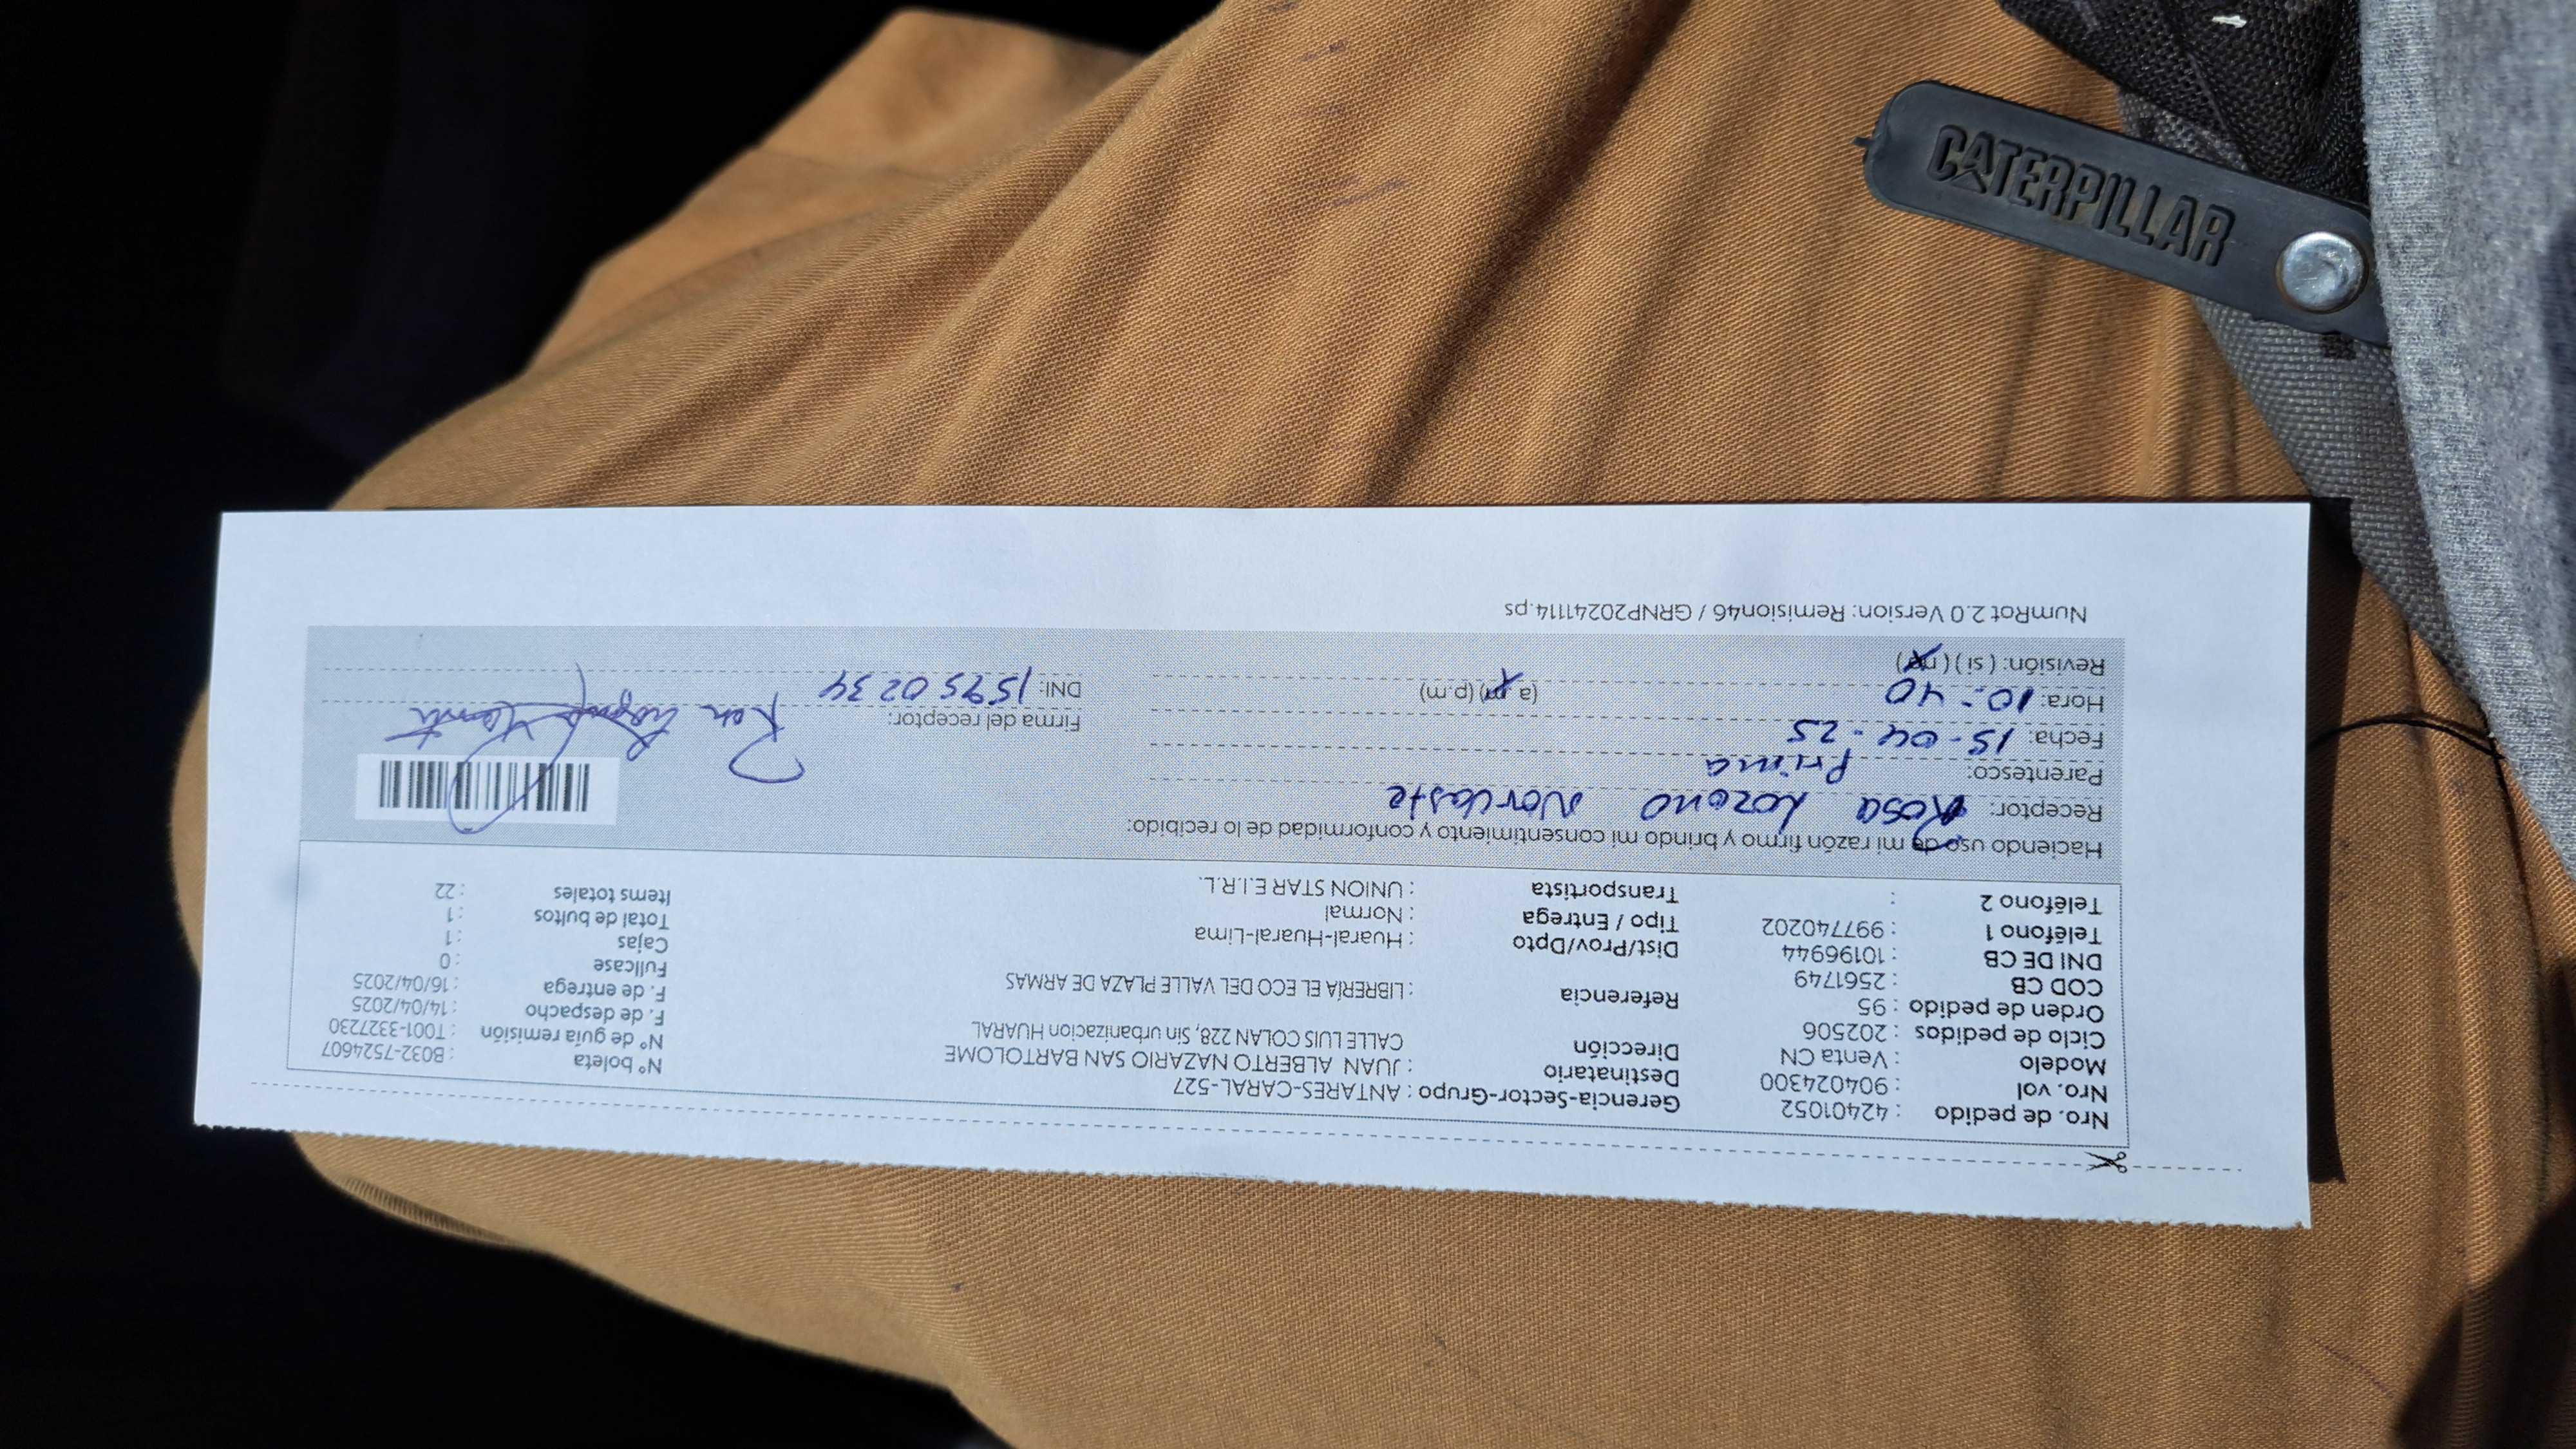 CATERPILLAR
Nro. de pedido : 42401052
Nro. vol : 904024300
Modelo : Venta CN
Ciclo de pedidos : 202506
Orden de pedido : 95
COD CB : 2561749
DNI DE CB : 10196944
Teléfono 1 : 997740202
Teléfono 2 :
Gerencia-Sector-Grupo : ANTARES-CARAL-527
Destinatario : JUAN ALBERTO NAZARIO SAN BARTOLOME
Dirección CALLE LUIS COLAN 228, Sin urbanizacion HUARAL
Referencia : LIBRERÍA EL ECO DEL VALLE PLAZA DE ARMAS
Dist/Prov/Dpto : Huaral-Huaral-Lima
Tipo / Entrega : Normal
Transportista : UNION STAR E.I.R.L.
N° boleta : B032-7524607
N° de guía remisión : T001-3327230
F. de despacho : 14/04/2025
F. de entrega : 16/04/2025
Fullcase : 0
Cajas : 1
Total de bultos : 1
Items totales : 22
Haciendo uso de mi razón firmo y brindo mi consentimiento y conformidad de lo recibido:
Receptor: Rosa Lozano
Parentesco: Prima
Fecha: 15-04-25
Hora: 10:40 (a.m) (p.m)
Revisión: (si) (no)
Firma del receptor:
DNI: 15950234
NumRot 2.0 Version: Remision46 / GRNP20241114.ps